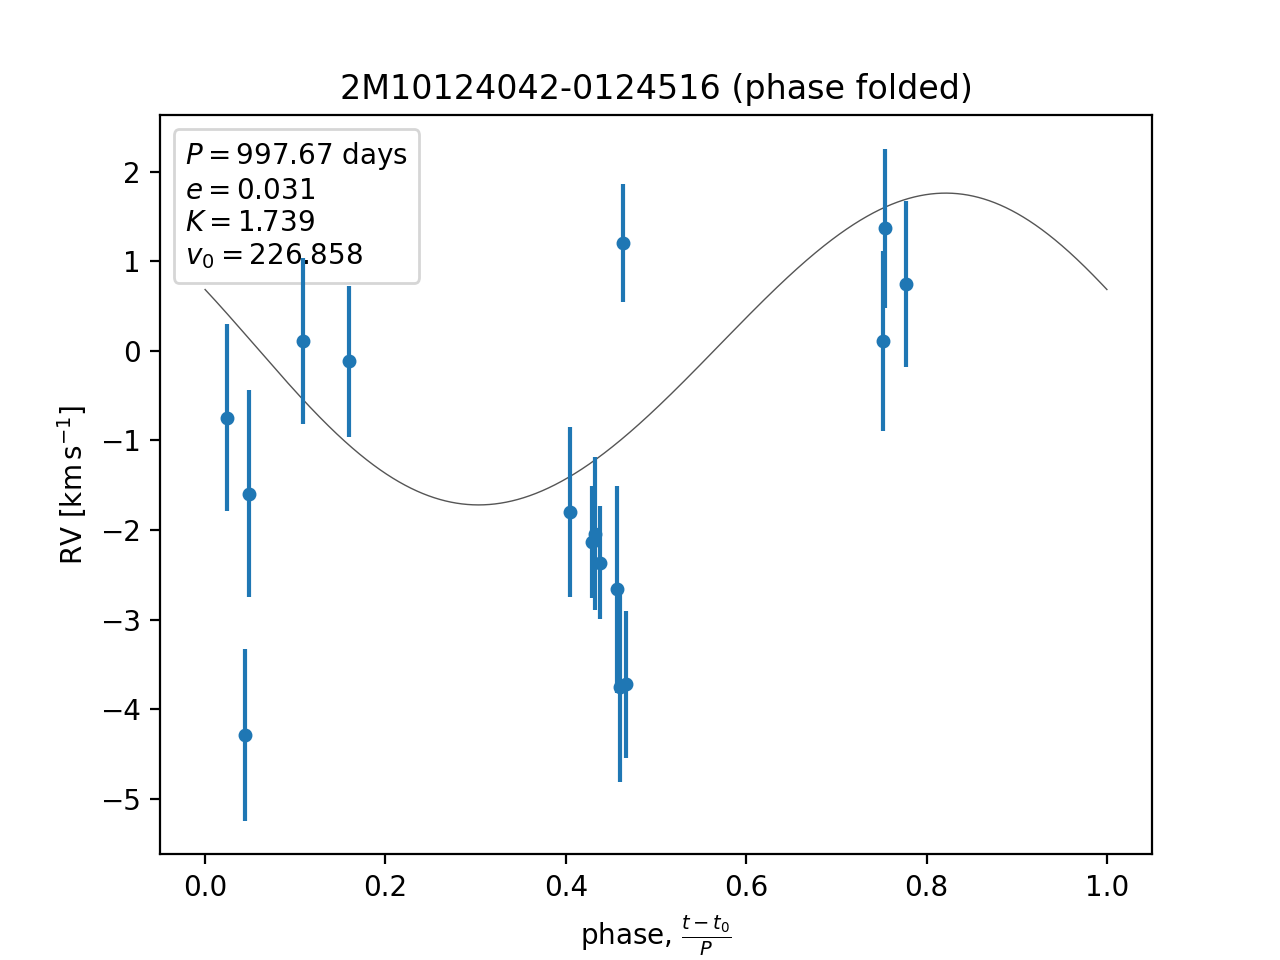 2M10124042-0124516 (phase folded)
P = 997.67 days
e = 0.031
K = 1.739
v₀ = 226.858
2
1
0
−1
−2
−3
−4
−5
RV [km s⁻¹]
0.0 0.2 0.4 0.6 0.8 1.0
phase, (t − t₀)/P